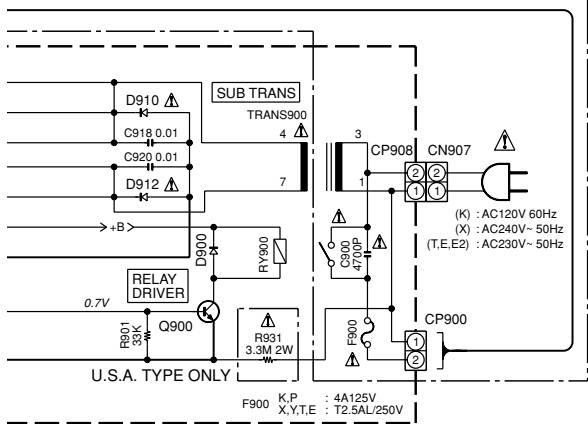 SUB TRANS
TRANS900
D910
C918 0.01
C920 0.01
D912
4
3
7
1
CP908
CN907
2
2
1
1
(K) : AC120V 60Hz
(X) : AC240V~ 50Hz
(T,E,E2) : AC230V~ 50Hz
+B
D900
RY900
C900
4700P
RELAY
DRIVER
0.7V
Q900
R901
33K
R931
3.3M 2W
F900
CP900
1
2
U.S.A. TYPE ONLY
F900 K,P : 4A125V
X,Y,T,E : T2.5AL/250V